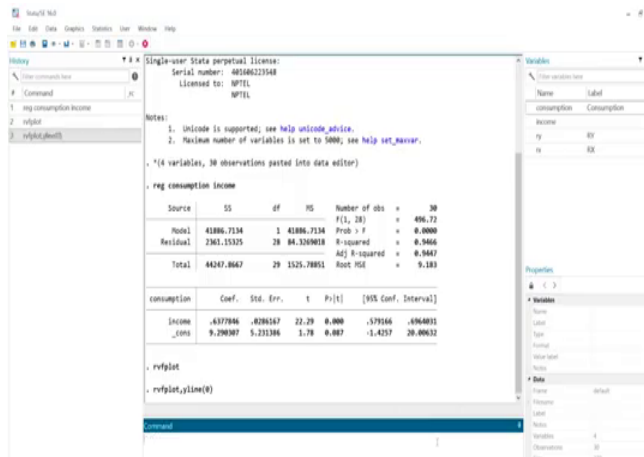 Stata/SE 16.0
File Edit Data Graphics Statistics User Window Help
History
Filter commands here
# Command _rc
1 reg consumption income
2 rvfplot
3 rvfplot,yline(0)
Single-user Stata perpetual license:
Serial number: 401606223548
Licensed to: NPTEL
NPTEL
Notes:
1. Unicode is supported; see help unicode_advice.
2. Maximum number of variables is set to 5000; see help set_maxvar.
. *(4 variables, 30 observations pasted into data editor)
. reg consumption income
Source SS df MS Number of obs = 30
F(1, 28) = 496.72
Model 41886.7134 1 41886.7134 Prob > F = 0.0000
Residual 2361.15325 28 84.3269018 R-squared = 0.9466
Adj R-squared = 0.9447
Total 44247.8667 29 1525.78851 Root MSE = 9.183
consumption Coef. Std. Err. t P>|t| [95% Conf. Interval]
income .6377846 .0286167 22.29 0.000 .579166 .6964031
_cons 9.290307 5.231386 1.78 0.087 -1.4257 20.00632
. rvfplot
. rvfplot,yline(0)
Command
Variables
Filter variables here
Name Label
consumption Consumption
income
ry RY
rx RX
Properties
Variables
Name
Label
Type
Format
Value label
Notes
Data
Frame default
Filename
Label
Notes
Variables 4
Observations 30